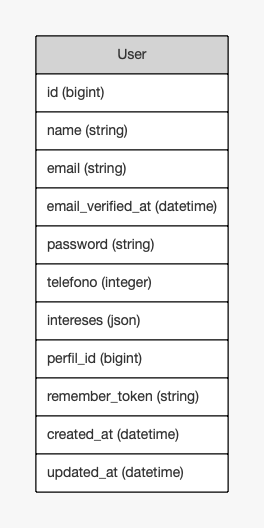 User
id (bigint)
name (string)
email (string)
email_verified_at (datetime)
password (string)
telefono (integer)
intereses (json)
perfil_id (bigint)
remember_token (string)
created_at (datetime)
updated_at (datetime)